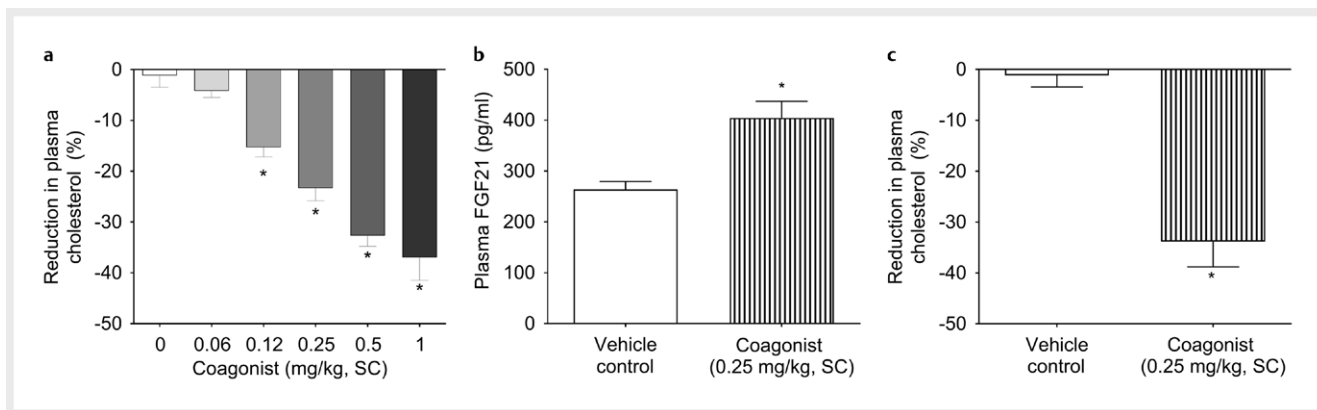 a
Reduction in plasma
cholesterol (%)
0
-10
-20
-30
-40
-50
*
*
*
*
0 0.06 0.12 0.25 0.5 1
Coagonist (mg/kg, SC)
b
Plasma FGF21 (pg/ml)
500
400
300
200
100
0
*
Vehicle
control
Coagonist
(0.25 mg/kg, SC)
c
Reduction in plasma
cholesterol (%)
0
-10
-20
-30
-40
-50
*
Vehicle
control
Coagonist
(0.25 mg/kg, SC)